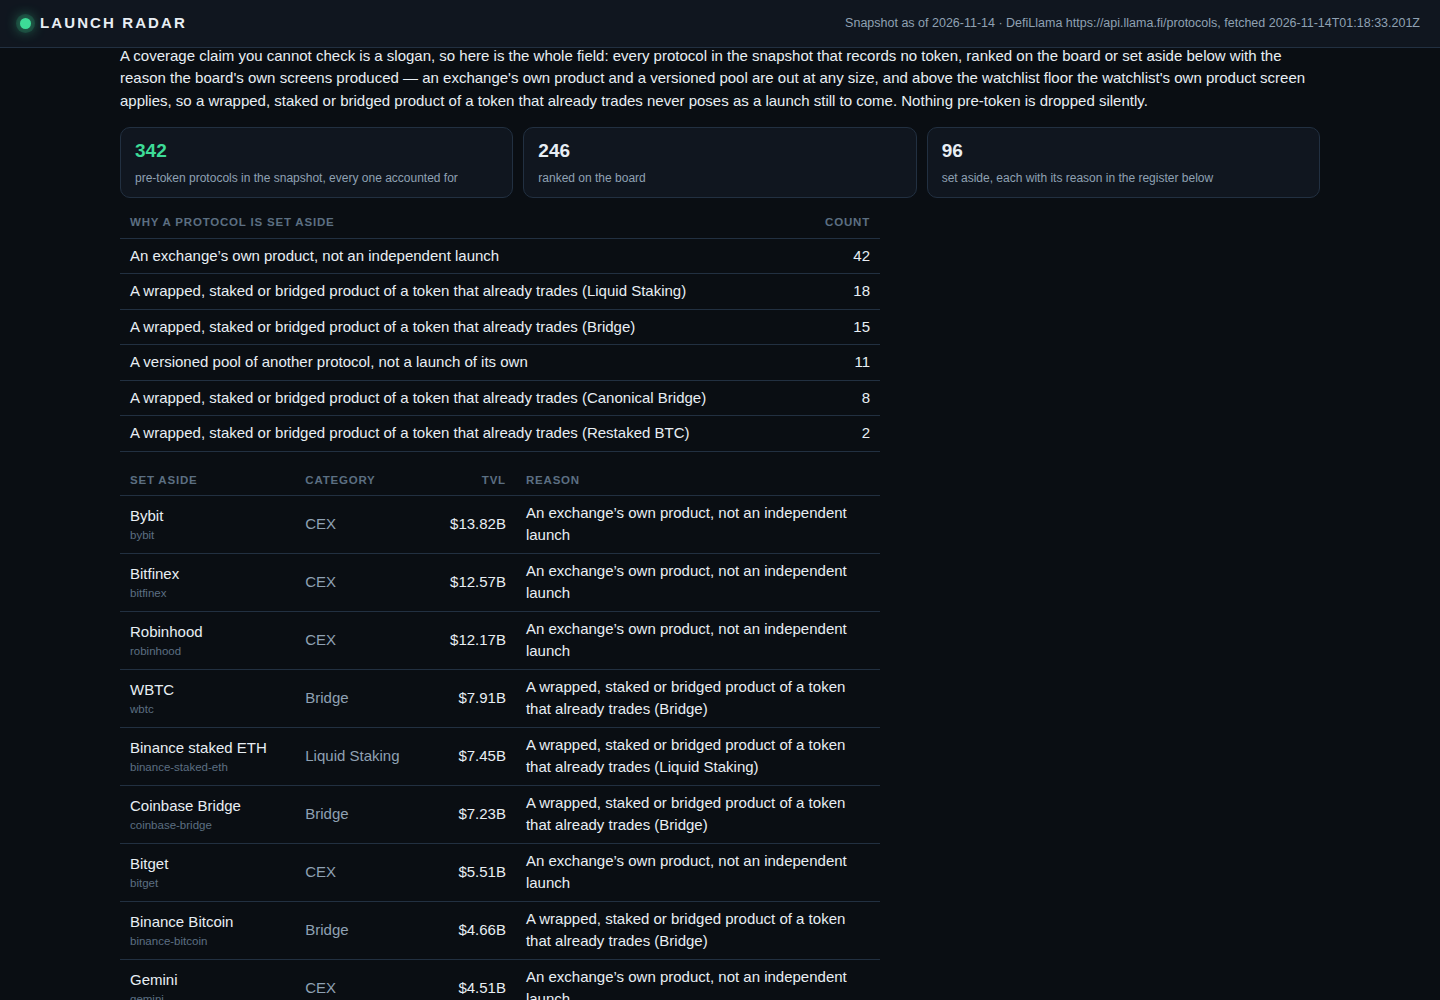 LAUNCH RADAR
Snapshot as of 2026-11-14 · DefiLlama https://api.llama.fi/protocols, fetched 2026-11-14T01:18:33.201Z
A coverage claim you cannot check is a slogan, so here is the whole field: every protocol in the snapshot that records no token, ranked on the board or set aside below with the
reason the board's own screens produced — an exchange's own product and a versioned pool are out at any size, and above the watchlist floor the watchlist's own product screen
applies, so a wrapped, staked or bridged product of a token that already trades never poses as a launch still to come. Nothing pre-token is dropped silently.
342
pre-token protocols in the snapshot, every one accounted for
246
ranked on the board
96
set aside, each with its reason in the register below
WHY A PROTOCOL IS SET ASIDE COUNT
An exchange's own product, not an independent launch 42
A wrapped, staked or bridged product of a token that already trades (Liquid Staking) 18
A wrapped, staked or bridged product of a token that already trades (Bridge) 15
A versioned pool of another protocol, not a launch of its own 11
A wrapped, staked or bridged product of a token that already trades (Canonical Bridge) 8
A wrapped, staked or bridged product of a token that already trades (Restaked BTC) 2
SET ASIDE CATEGORY TVL REASON
Bybit
bybit
CEX
$13.82B
An exchange's own product, not an independent
launch
Bitfinex
bitfinex
CEX
$12.57B
An exchange's own product, not an independent
launch
Robinhood
robinhood
CEX
$12.17B
An exchange's own product, not an independent
launch
WBTC
wbtc
Bridge
$7.91B
A wrapped, staked or bridged product of a token
that already trades (Bridge)
Binance staked ETH
binance-staked-eth
Liquid Staking
$7.45B
A wrapped, staked or bridged product of a token
that already trades (Liquid Staking)
Coinbase Bridge
coinbase-bridge
Bridge
$7.23B
A wrapped, staked or bridged product of a token
that already trades (Bridge)
Bitget
bitget
CEX
$5.51B
An exchange's own product, not an independent
launch
Binance Bitcoin
binance-bitcoin
Bridge
$4.66B
A wrapped, staked or bridged product of a token
that already trades (Bridge)
Gemini
gemini
CEX
$4.51B
An exchange's own product, not an independent
launch